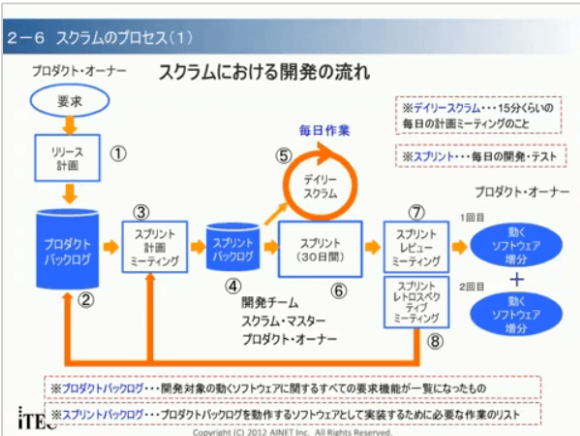 2－6 スクラムのプロセス（1）
スクラムにおける開発の流れ
プロダクト・オーナー
要求
リリース
計画
①
プロダクト
バックログ
②
③
スプリント
計画
ミーティング
スプリント
バックログ
④
毎日作業
⑤
デイリー
スクラム
スプリント
（30日間）
⑥
開発チーム
スクラム・マスター
プロダクト・オーナー
※デイリースクラム・・・15分くらいの
毎日の計画ミーティングのこと
※スプリント・・・毎日の開発・テスト
⑦
スプリント
レビュー
ミーティング
スプリント
レトロスペク
ティブ
ミーティング
⑧
プロダクト・オーナー
1回目
動く
ソフトウェア
増分
＋
2回目
動く
ソフトウェア
増分
※プロダクトバックログ・・・開発対象の動くソフトウェアに関するすべての要求機能が一覧になったもの
※スプリントバックログ・・・プロダクトバックログを動作するソフトウェアとして実装するために必要な作業のリスト
iTEC
Copyright (C) 2012 AINET Inc. All Rights Reserved.